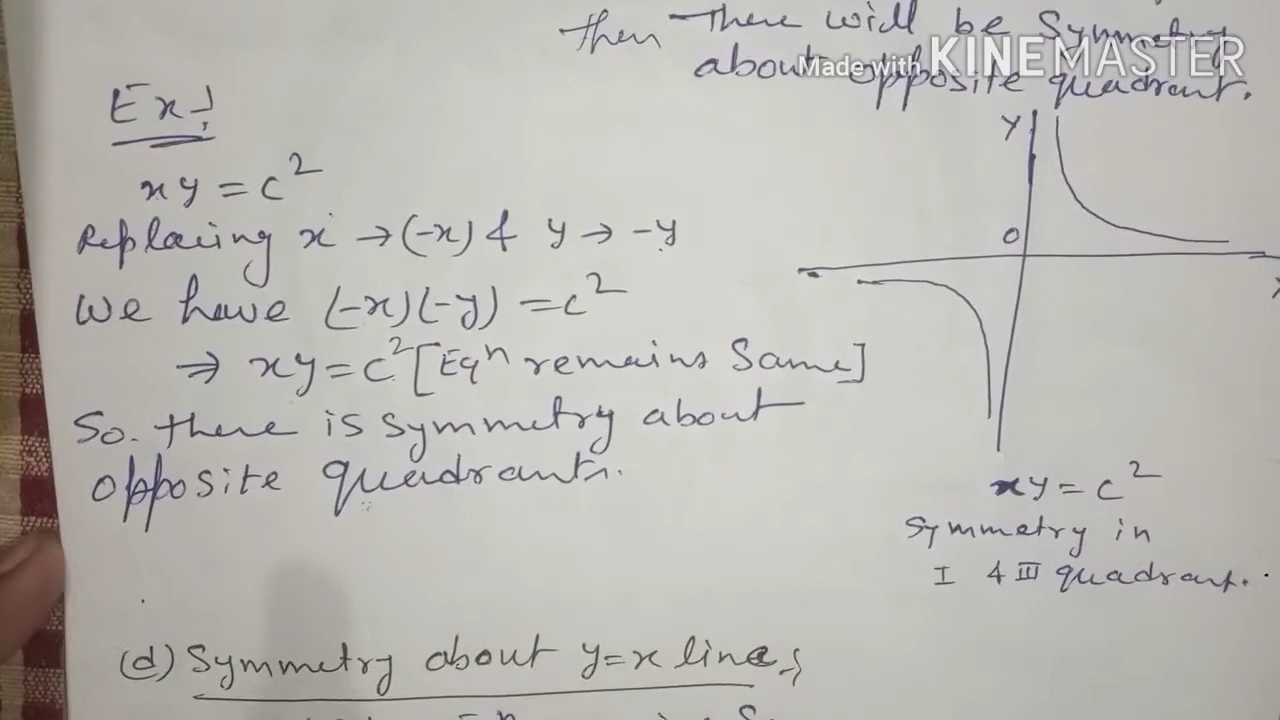 then There will be Symmetry
about opposite quadrant.
Made with KINEMASTER
Ex:
xy = c²
Replacing x → (-x) & y → -y
We have (-x)(-y) = c²
⇒ xy = c² [Eqⁿ remains Same]
So. there is symmetry about
opposite quadrants.
Y
O
X
xy = c²
Symmetry in
I & III quadrant.
(d) Symmetry about y=x line: